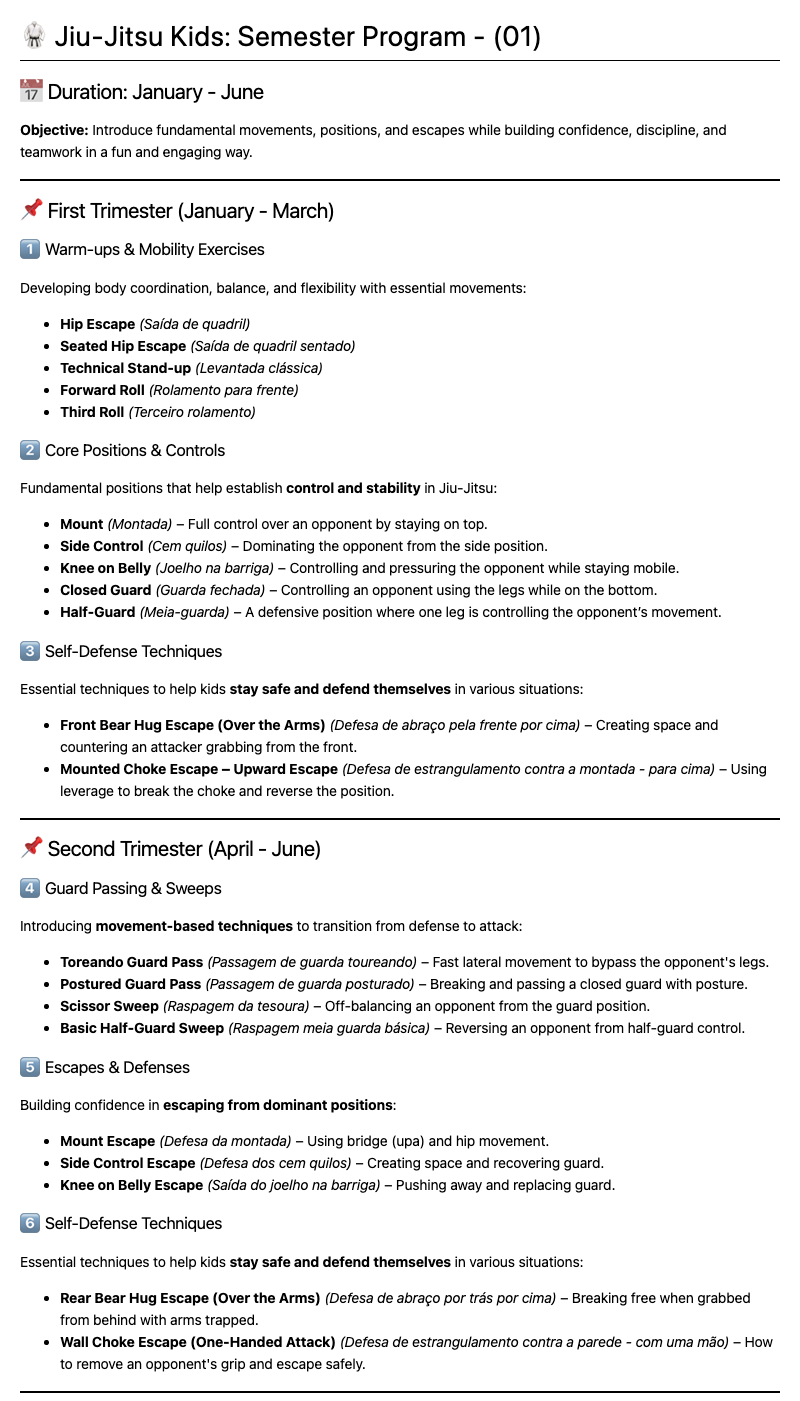 🥋 Jiu-Jitsu Kids: Semester Program - (01)
📅 Duration: January - June
Objective: Introduce fundamental movements, positions, and escapes while building confidence, discipline, and
teamwork in a fun and engaging way.
📌 First Trimester (January - March)
1️⃣ Warm-ups & Mobility Exercises
Developing body coordination, balance, and flexibility with essential movements:
• Hip Escape (Saída de quadril)
• Seated Hip Escape (Saída de quadril sentado)
• Technical Stand-up (Levantada clássica)
• Forward Roll (Rolamento para frente)
• Third Roll (Terceiro rolamento)
2️⃣ Core Positions & Controls
Fundamental positions that help establish control and stability in Jiu-Jitsu:
• Mount (Montada) – Full control over an opponent by staying on top.
• Side Control (Cem quilos) – Dominating the opponent from the side position.
• Knee on Belly (Joelho na barriga) – Controlling and pressuring the opponent while staying mobile.
• Closed Guard (Guarda fechada) – Controlling an opponent using the legs while on the bottom.
• Half-Guard (Meia-guarda) – A defensive position where one leg is controlling the opponent’s movement.
3️⃣ Self-Defense Techniques
Essential techniques to help kids stay safe and defend themselves in various situations:
• Front Bear Hug Escape (Over the Arms) (Defesa de abraço pela frente por cima) – Creating space and
countering an attacker grabbing from the front.
• Mounted Choke Escape – Upward Escape (Defesa de estrangulamento contra a montada - para cima) – Using
leverage to break the choke and reverse the position.
📌 Second Trimester (April - June)
4️⃣ Guard Passing & Sweeps
Introducing movement-based techniques to transition from defense to attack:
• Toreando Guard Pass (Passagem de guarda toureando) – Fast lateral movement to bypass the opponent's legs.
• Postured Guard Pass (Passagem de guarda posturado) – Breaking and passing a closed guard with posture.
• Scissor Sweep (Raspagem da tesoura) – Off-balancing an opponent from the guard position.
• Basic Half-Guard Sweep (Raspagem meia guarda básica) – Reversing an opponent from half-guard control.
5️⃣ Escapes & Defenses
Building confidence in escaping from dominant positions:
• Mount Escape (Defesa da montada) – Using bridge (upa) and hip movement.
• Side Control Escape (Defesa dos cem quilos) – Creating space and recovering guard.
• Knee on Belly Escape (Saída do joelho na barriga) – Pushing away and replacing guard.
6️⃣ Self-Defense Techniques
Essential techniques to help kids stay safe and defend themselves in various situations:
• Rear Bear Hug Escape (Over the Arms) (Defesa de abraço por trás por cima) – Breaking free when grabbed
from behind with arms trapped.
• Wall Choke Escape (One-Handed Attack) (Defesa de estrangulamento contra a parede - com uma mão) – How
to remove an opponent's grip and escape safely.